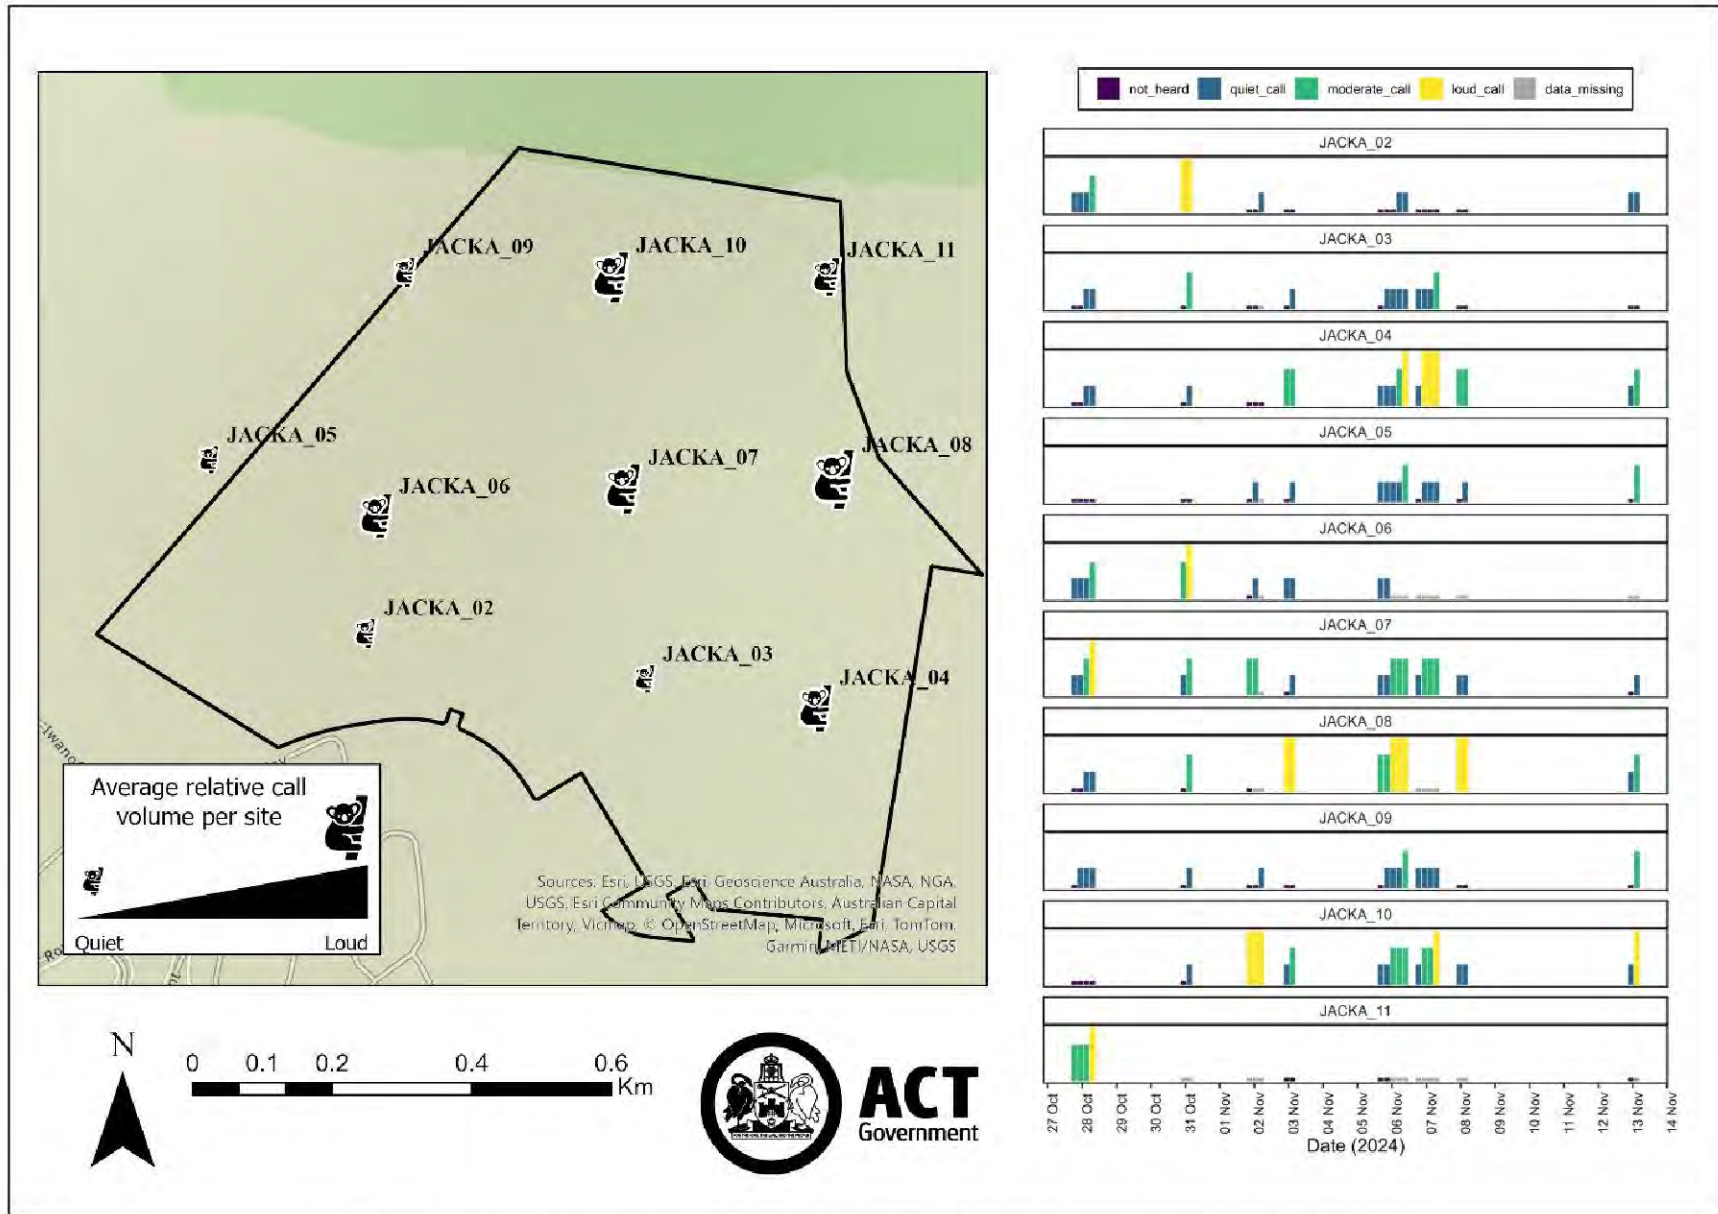 JACKA_09
JACKA_10
JACKA_11
JACKA_05
JACKA_06
JACKA_07
JACKA_08
JACKA_02
JACKA_03
JACKA_04
Average relative call
volume per site
Quiet
Loud
Sources: Esri, USGS, Esri, Geoscience Australia, NASA, NGA,
USGS, Esri Community Maps Contributors, Australian Capital
Territory, Vicmap, © OpenStreetMap, Microsoft, Esri, TomTom,
Garmin, METI/NASA, USGS
N
0 0.1 0.2 0.4 0.6
Km
ACT
Government
not_heard quiet_call moderate_call loud_call data_missing
JACKA_02
JACKA_03
JACKA_04
JACKA_05
JACKA_06
JACKA_07
JACKA_08
JACKA_09
JACKA_10
JACKA_11
27 Oct
28 Oct
29 Oct
30 Oct
31 Oct
01 Nov
02 Nov
03 Nov
04 Nov
05 Nov
06 Nov
07 Nov
08 Nov
09 Nov
10 Nov
11 Nov
12 Nov
13 Nov
14 Nov
Date (2024)